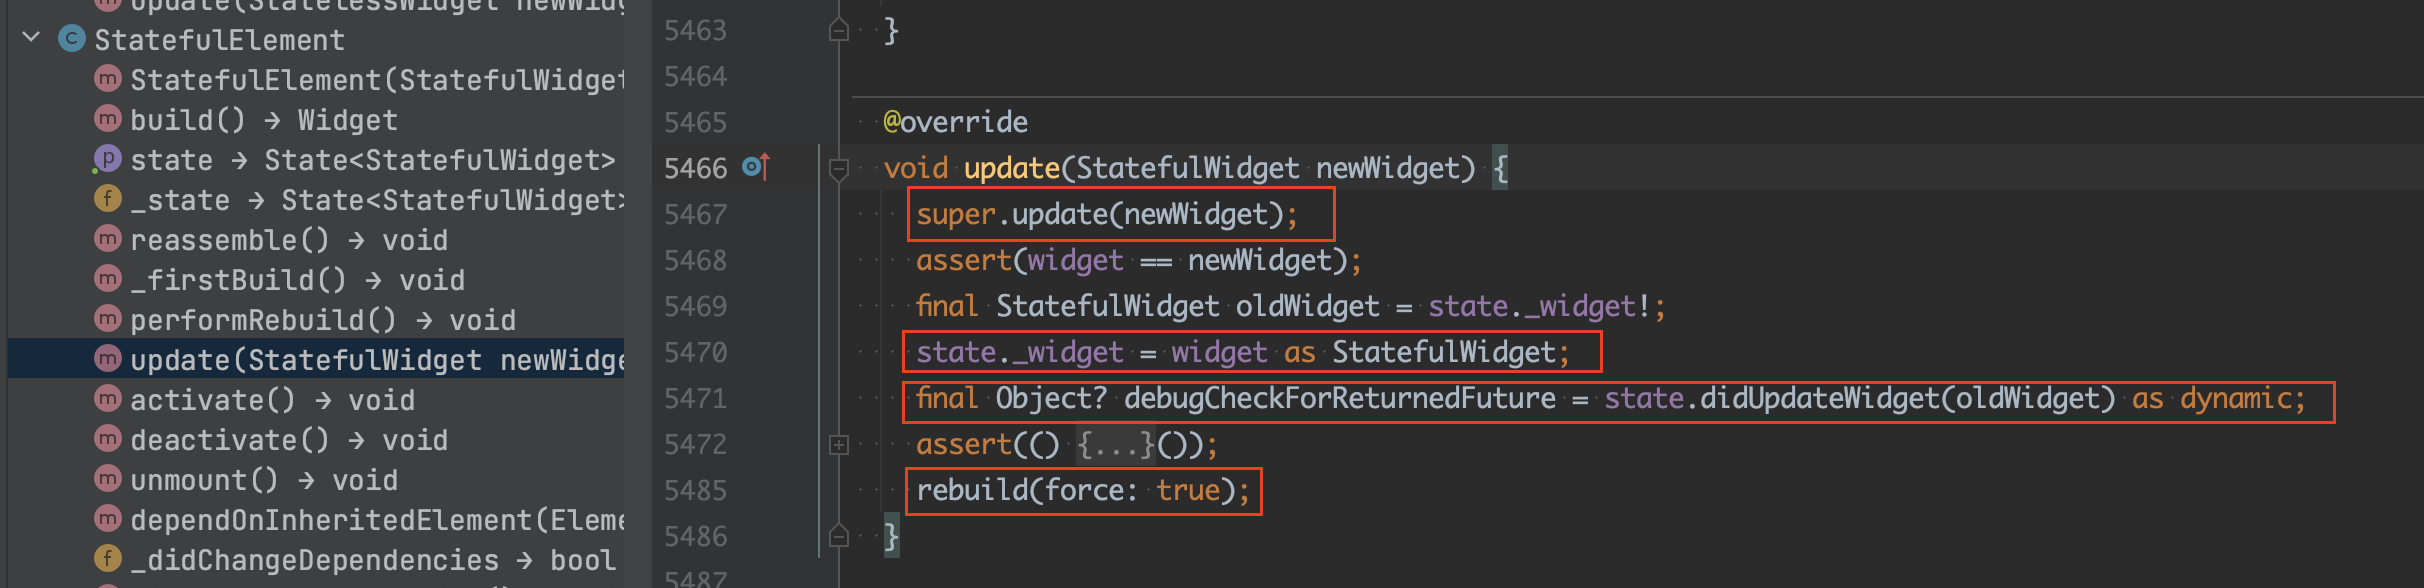 update(StatelessWidget newWidg
StatefulElement
StatefulElement(StatefulWidget
build() → Widget
state → State<StatefulWidget>
_state → State<StatefulWidget>
reassemble() → void
_firstBuild() → void
performRebuild() → void
update(StatefulWidget newWidge
activate() → void
deactivate() → void
unmount() → void
dependOnInheritedElement(Eleme
_didChangeDependencies → bool
5463 }
5464
5465 @override
5466 void update(StatefulWidget newWidget) {
5467 super.update(newWidget);
5468 assert(widget == newWidget);
5469 final StatefulWidget oldWidget = state._widget!;
5470 state._widget = widget as StatefulWidget;
5471 final Object? debugCheckForReturnedFuture = state.didUpdateWidget(oldWidget) as dynamic;
5472 assert(() {...}());
5485 rebuild(force: true);
5486 }
5487